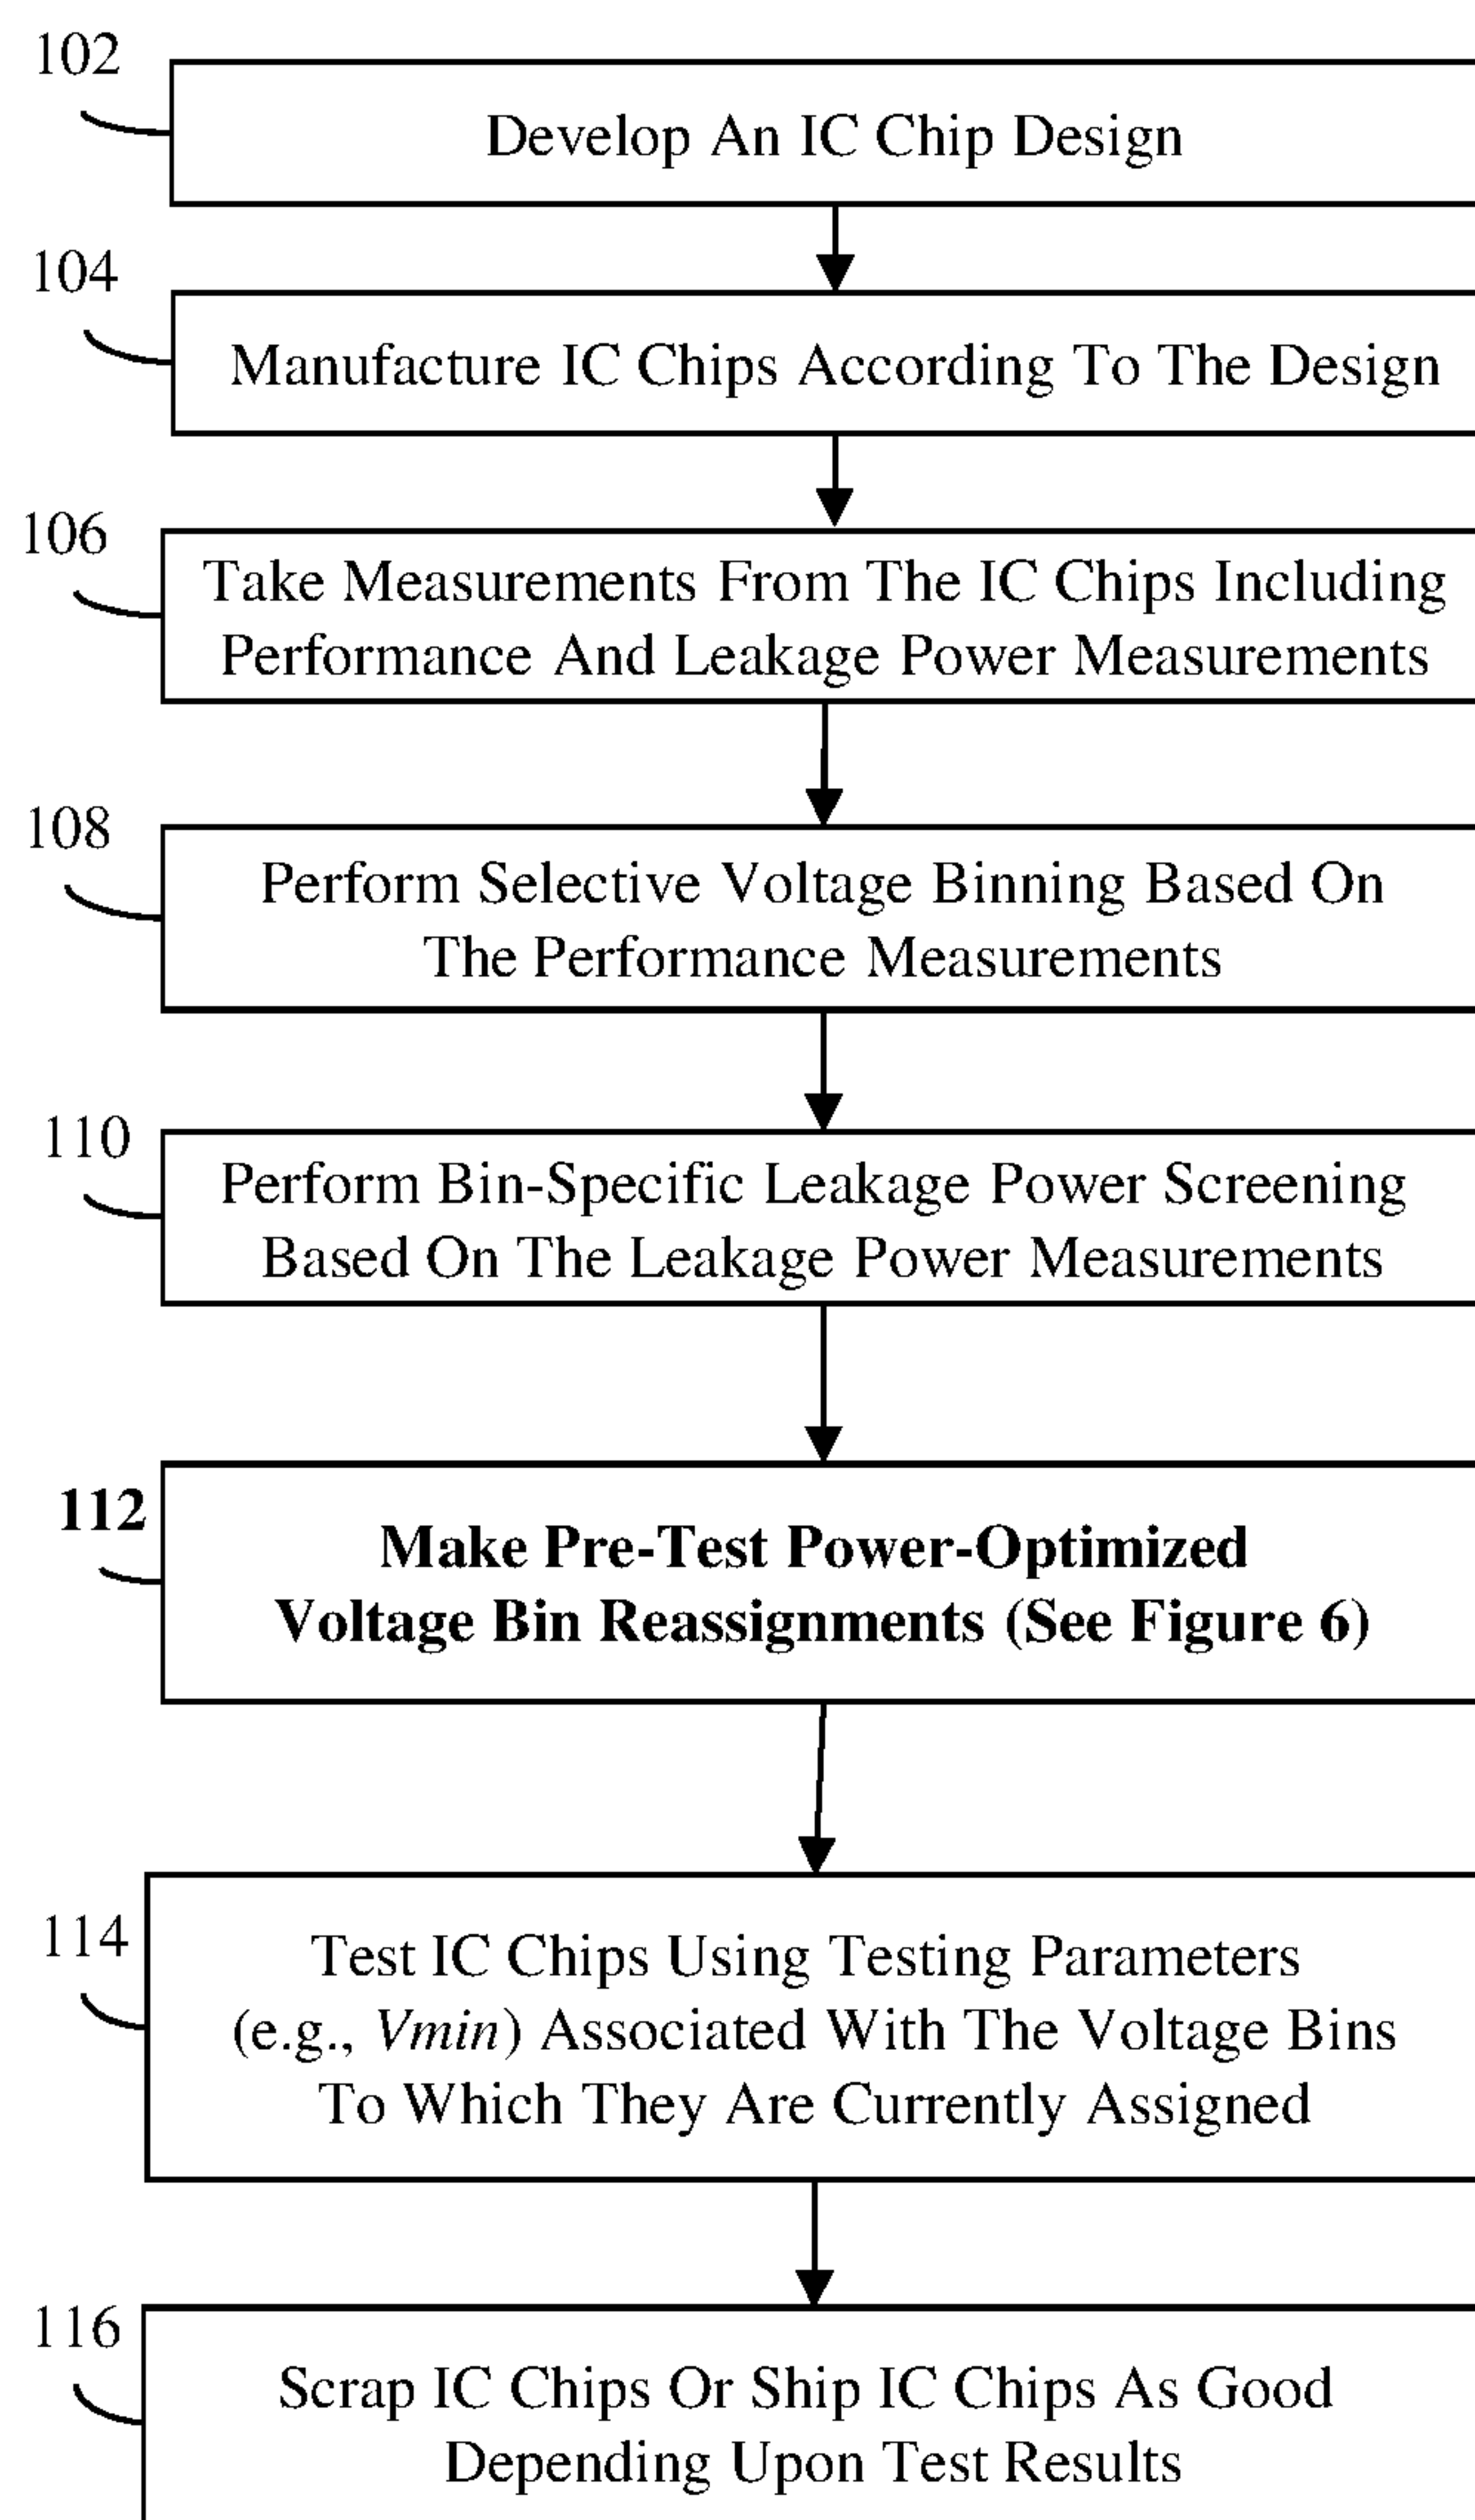 102
Develop An IC Chip Design
104
Manufacture IC Chips According To The Design
106
Take Measurements From The IC Chips Including
Performance And Leakage Power Measurements
108
Perform Selective Voltage Binning Based On
The Performance Measurements
110
Perform Bin-Specific Leakage Power Screening
Based On The Leakage Power Measurements
112
Make Pre-Test Power-Optimized
Voltage Bin Reassignments (See Figure 6)
114
Test IC Chips Using Testing Parameters
(e.g., Vmin) Associated With The Voltage Bins
To Which They Are Currently Assigned
116
Scrap IC Chips Or Ship IC Chips As Good
Depending Upon Test Results